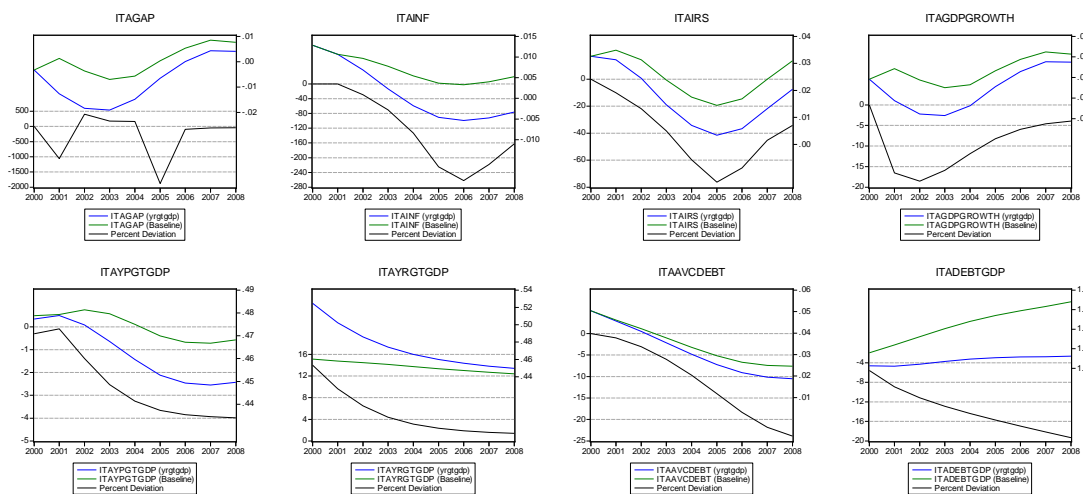 ITAGAP
ITAINF
ITAIRS
ITAGDPGROWTH
500
0
-500
-1000
-1500
-2000
.01
.00
-.01
-.02
2000 2001 2002 2003 2004 2005 2006 2007 2008
ITAGAP (yrgtgdp)
ITAGAP (Baseline)
Percent Deviation
0
-40
-80
-120
-160
-200
-240
-280
.015
.010
.005
.000
-.005
-.010
2000 2001 2002 2003 2004 2005 2006 2007 2008
ITAINF (yrgtgdp)
ITAINF (Baseline)
Percent Deviation
0
-20
-40
-60
-80
.04
.03
.02
.01
.00
2000 2001 2002 2003 2004 2005 2006 2007 2008
ITAIRS (yrgtgdp)
ITAIRS (Baseline)
Percent Deviation
0
-5
-10
-15
-20
2000 2001 2002 2003 2004 2005 2006 2007 2008
ITAGDPGROWTH (yrgtgdp)
ITAGDPGROWTH (Baseline)
Percent Deviation
ITAYPGTGDP
ITAYRGTGDP
ITAAVCDEBT
ITADEBTGDP
2
1
0
-1
-2
-3
-4
-5
.49
.48
.47
.46
.45
.44
2000 2001 2002 2003 2004 2005 2006 2007 2008
ITAYPGTGDP (yrgtgdp)
ITAYPGTGDP (Baseline)
Percent Deviation
16
12
8
4
0
.54
.52
.50
.48
.46
.44
2000 2001 2002 2003 2004 2005 2006 2007 2008
ITAYRGTGDP (yrgtgdp)
ITAYRGTGDP (Baseline)
Percent Deviation
0
-5
-10
-15
-20
-25
.06
.05
.04
.03
.02
.01
2000 2001 2002 2003 2004 2005 2006 2007 2008
ITAAVCDEBT (yrgtgdp)
ITAAVCDEBT (Baseline)
Percent Deviation
-4
-8
-12
-16
-20
2000 2001 2002 2003 2004 2005 2006 2007 2008
ITADEBTGDP (yrgtgdp)
ITADEBTGDP (Baseline)
Percent Deviation